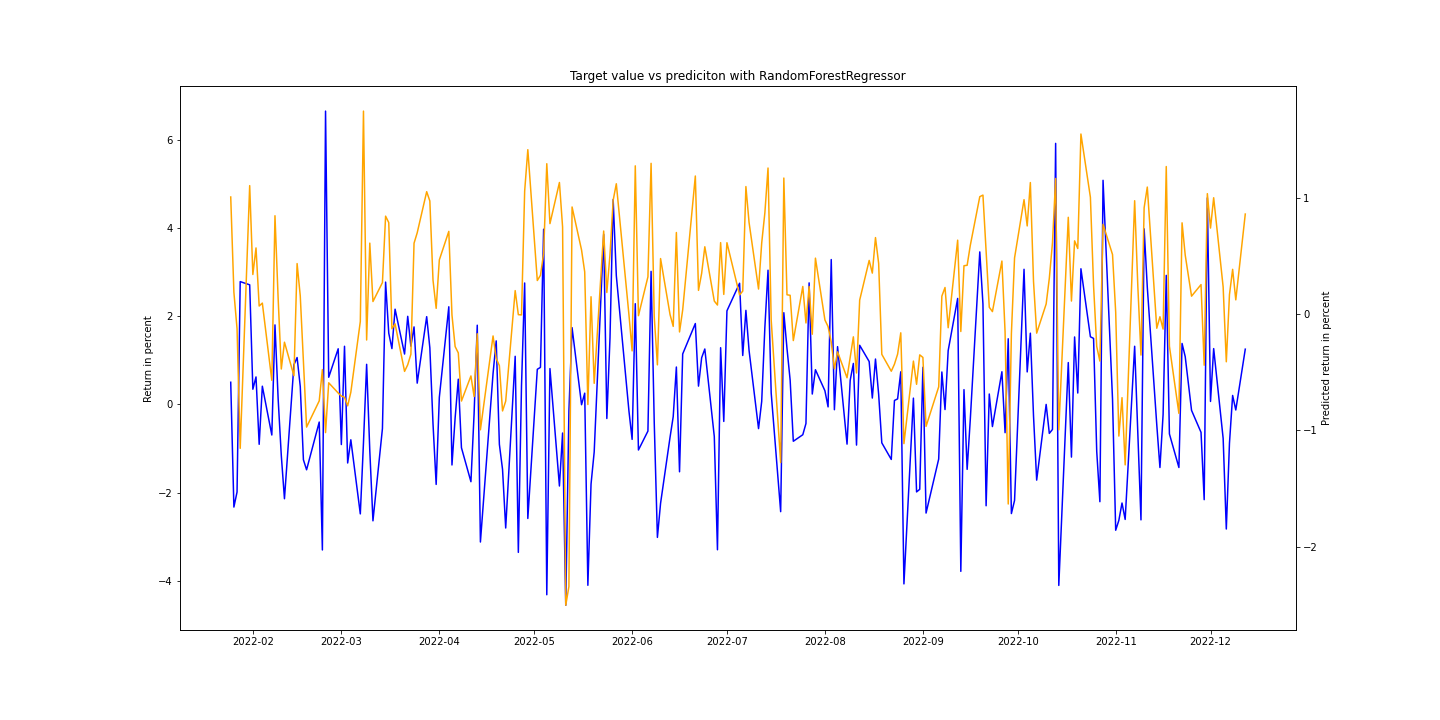 Target value vs prediciton with RandomForestRegressor
6
4
2
0
−2
−4
Return in percent
1
0
−1
−2
Predicted return in percent
2022-02 2022-03 2022-04 2022-05 2022-06 2022-07 2022-08 2022-09 2022-10 2022-11 2022-12